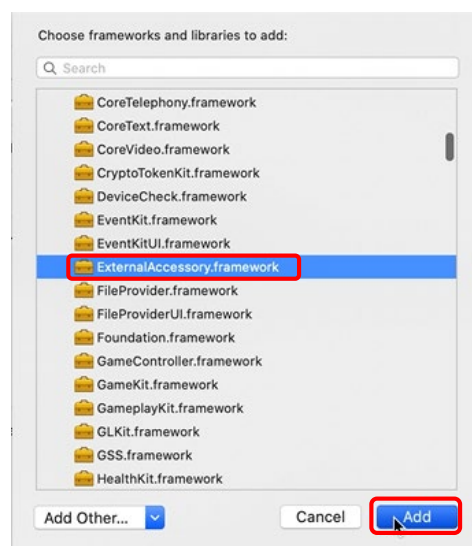 Choose frameworks and libraries to add:
Search
CoreTelephony.framework
CoreText.framework
CoreVideo.framework
CryptoTokenKit.framework
DeviceCheck.framework
EventKit.framework
EventKitUI.framework
ExternalAccessory.framework
FileProvider.framework
FileProviderUI.framework
Foundation.framework
GameController.framework
GameKit.framework
GameplayKit.framework
GLKit.framework
GSS.framework
HealthKit.framework
Add Other... Cancel Add